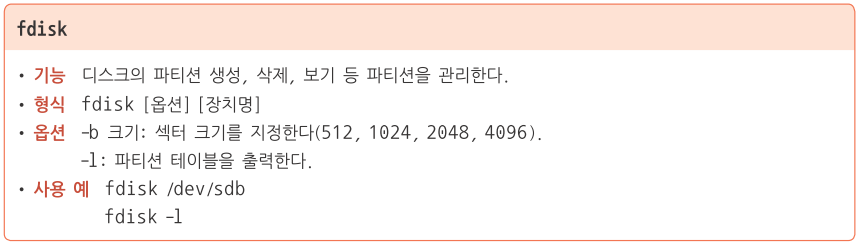 fdisk
• 기능 디스크의 파티션 생성, 삭제, 보기 등 파티션을 관리한다.
• 형식 fdisk [옵션] [장치명]
• 옵션 -b 크기: 섹터 크기를 지정한다(512, 1024, 2048, 4096).
-l: 파티션 테이블을 출력한다.
• 사용 예 fdisk /dev/sdb
fdisk -l